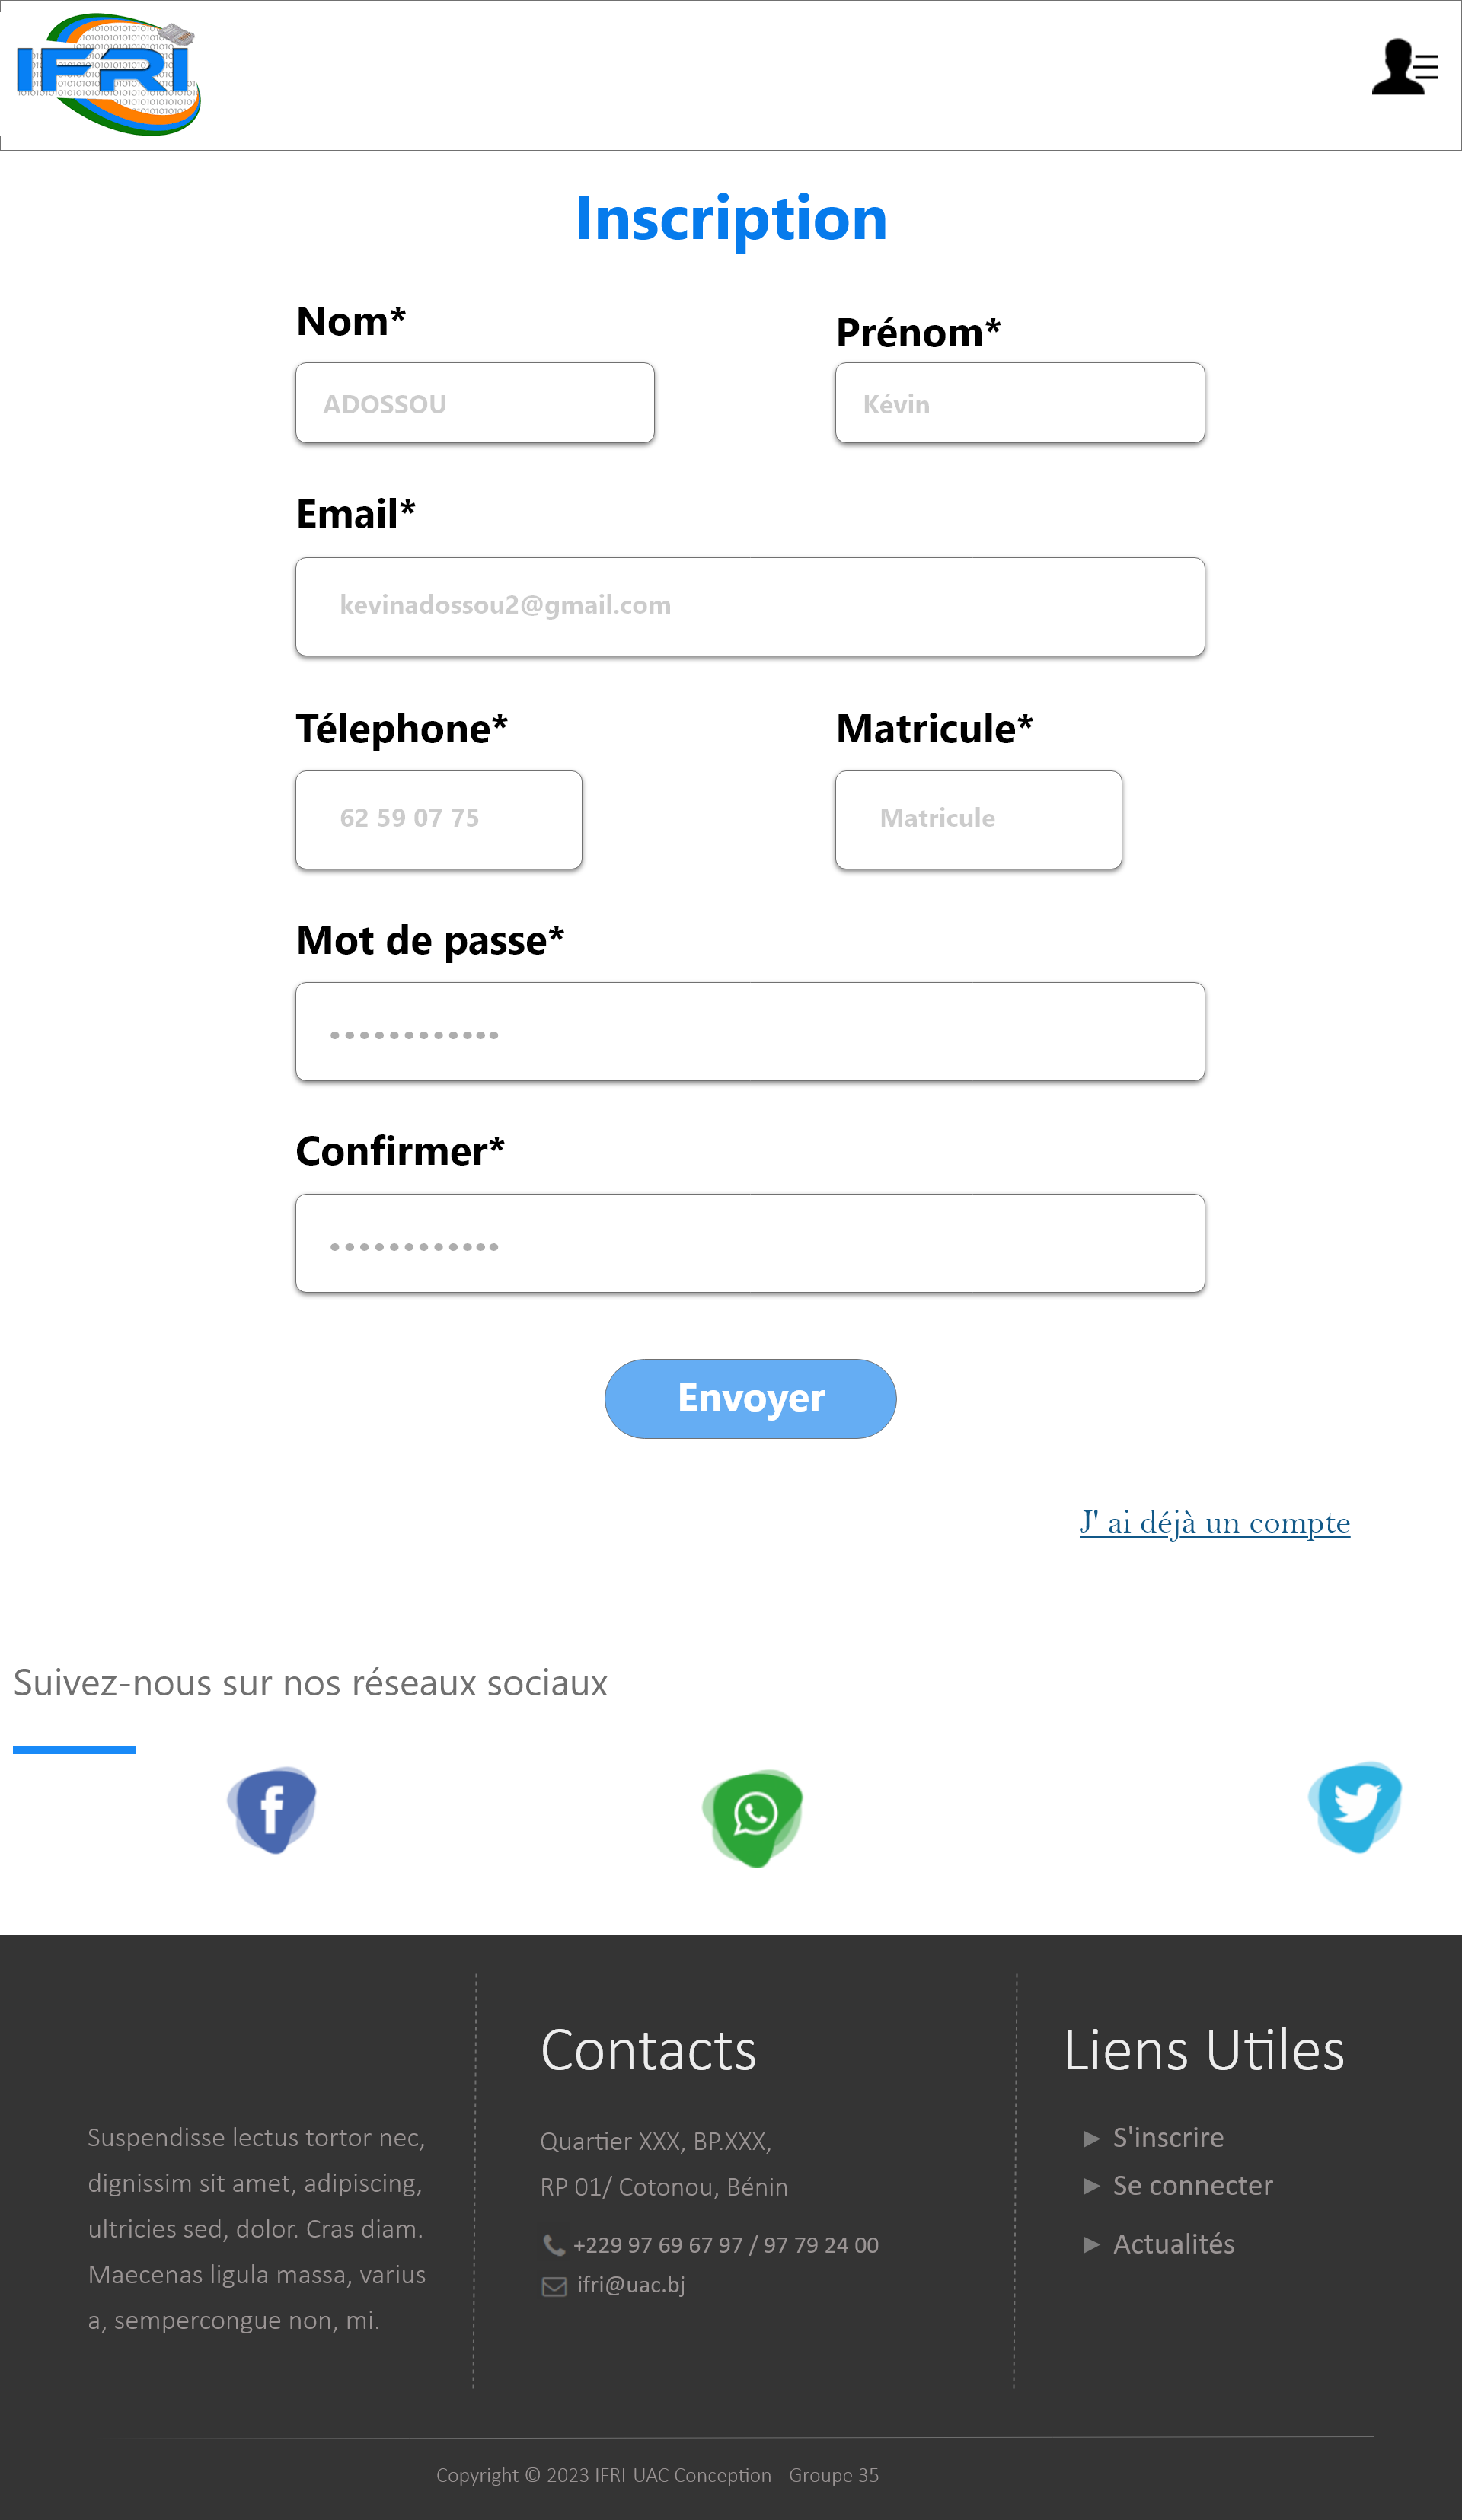 IFRI
Inscription
Nom*
Prénom*
ADOSSOU
Kévin
Email*
kevinadossou2@gmail.com
Télephone*
Matricule*
62 59 07 75
Matricule
Mot de passe*
Confirmer*
Envoyer
J' ai déjà un compte
Suivez-nous sur nos réseaux sociaux
Suspendisse lectus tortor nec,
dignissim sit amet, adipiscing,
ultricies sed, dolor. Cras diam.
Maecenas ligula massa, varius
a, sempercongue non, mi.
Contacts
Quartier XXX, BP.XXX,
RP 01/ Cotonou, Bénin
+229 97 69 67 97 / 97 79 24 00
ifri@uac.bj
Liens Utiles
► S'inscrire
► Se connecter
► Actualités
Copyright © 2023 IFRI-UAC Conception - Groupe 35